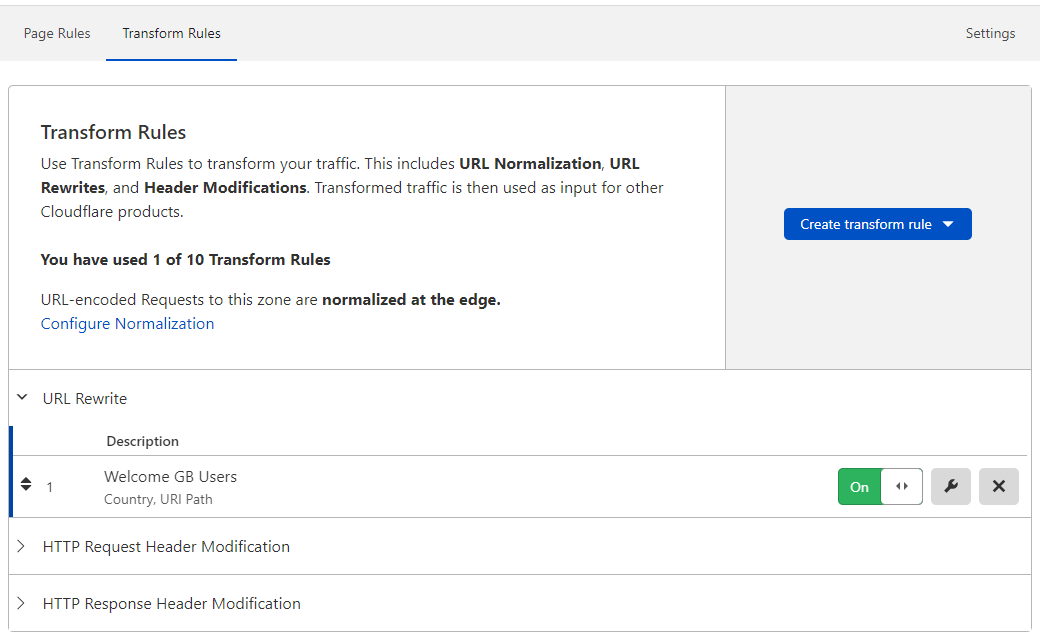 Page Rules
Transform Rules
Settings
Transform Rules
Use Transform Rules to transform your traffic. This includes URL Normalization, URL
Rewrites, and Header Modifications. Transformed traffic is then used as input for other
Cloudflare products.
You have used 1 of 10 Transform Rules
URL-encoded Requests to this zone are normalized at the edge.
Configure Normalization
Create transform rule
URL Rewrite
Description
1
Welcome GB Users
Country, URI Path
On
HTTP Request Header Modification
HTTP Response Header Modification